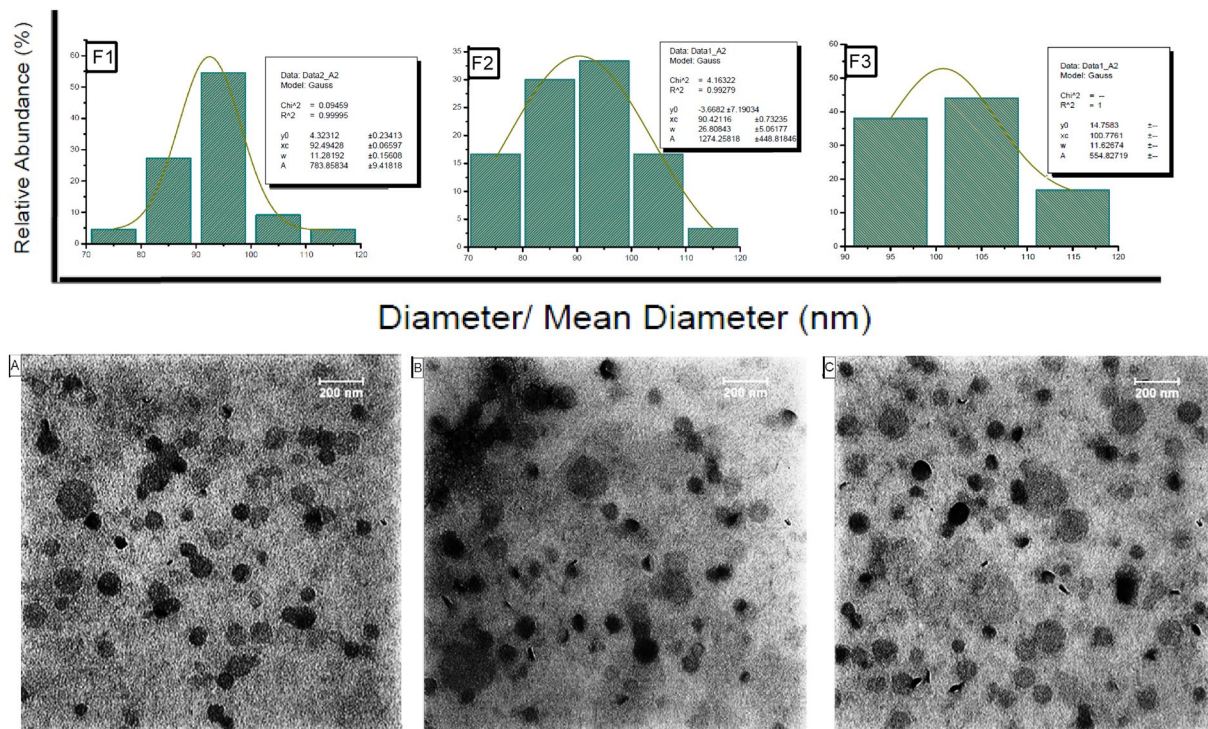 Relative Abundance (%)
F1
60
50
40
30
20
10
0
70 80 90 100 110 120
Data: Data2_A2
Model: Gauss
Chi^2 = 0.09459
R^2 = 0.99995
y0 4.32312 ±0.23413
xc 92.49428 ±0.06597
w 11.28192 ±0.15608
A 783.85834 ±9.41818
F2
35
30
25
20
15
10
5
0
70 80 90 100 110 120
Data: Data1_A2
Model: Gauss
Chi^2 = 4.16322
R^2 = 0.99279
y0 -3.6682 ±7.19034
xc 90.42116 ±0.73235
w 26.80843 ±5.06177
A 1274.25818 ±448.81846
F3
60
50
40
30
20
10
0
90 95 100 105 110 115 120
Data: Data1_A2
Model: Gauss
Chi^2 = --
R^2 = 1
y0 14.7583 ±--
xc 100.7761 ±--
w 11.62674 ±--
A 554.82719 ±--
Diameter/ Mean Diameter (nm)
A
200 nm
B
200 nm
C
200 nm